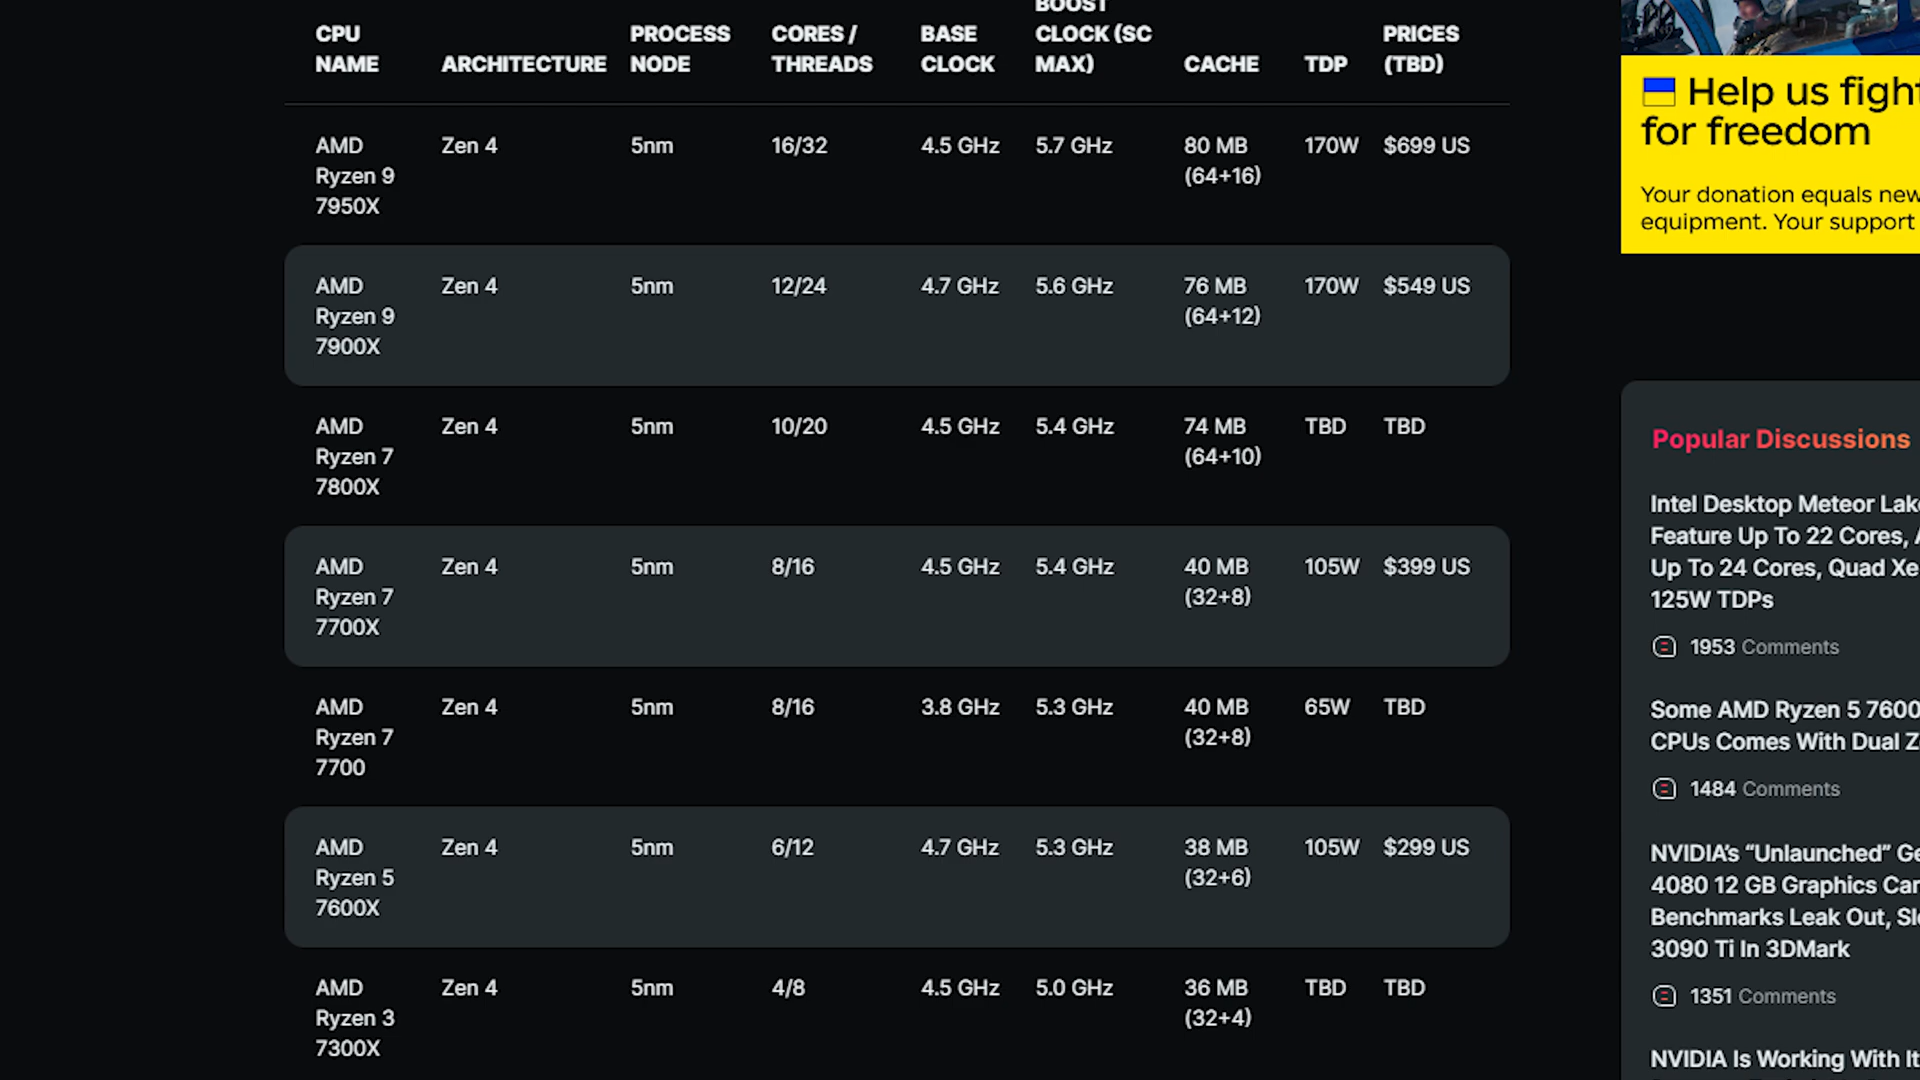 BOOST
CPU PROCESS CORES / BASE CLOCK (SC PRICES
NAME ARCHITECTURE NODE THREADS CLOCK MAX) CACHE TDP (TBD)
AMD Zen 4 5nm 16/32 4.5 GHz 5.7 GHz 80 MB 170W $699 US
Ryzen 9 (64+16)
7950X
AMD Zen 4 5nm 12/24 4.7 GHz 5.6 GHz 76 MB 170W $549 US
Ryzen 9 (64+12)
7900X
AMD Zen 4 5nm 10/20 4.5 GHz 5.4 GHz 74 MB TBD TBD
Ryzen 7 (64+10)
7800X
AMD Zen 4 5nm 8/16 4.5 GHz 5.4 GHz 40 MB 105W $399 US
Ryzen 7 (32+8)
7700X
AMD Zen 4 5nm 8/16 3.8 GHz 5.3 GHz 40 MB 65W TBD
Ryzen 7 (32+8)
7700
AMD Zen 4 5nm 6/12 4.7 GHz 5.3 GHz 38 MB 105W $299 US
Ryzen 5 (32+6)
7600X
AMD Zen 4 5nm 4/8 4.5 GHz 5.0 GHz 36 MB TBD TBD
Ryzen 3 (32+4)
7300X
Help us fight
for freedom
Your donation equals new
equipment. Your support
Popular Discussions
Intel Desktop Meteor Lake
Feature Up To 22 Cores, A
Up To 24 Cores, Quad Xe
125W TDPs
1953 Comments
Some AMD Ryzen 5 7600
CPUs Comes With Dual Z
1484 Comments
NVIDIA's “Unlaunched” Ge
4080 12 GB Graphics Car
Benchmarks Leak Out, Slo
3090 Ti In 3DMark
1351 Comments
NVIDIA Is Working With It